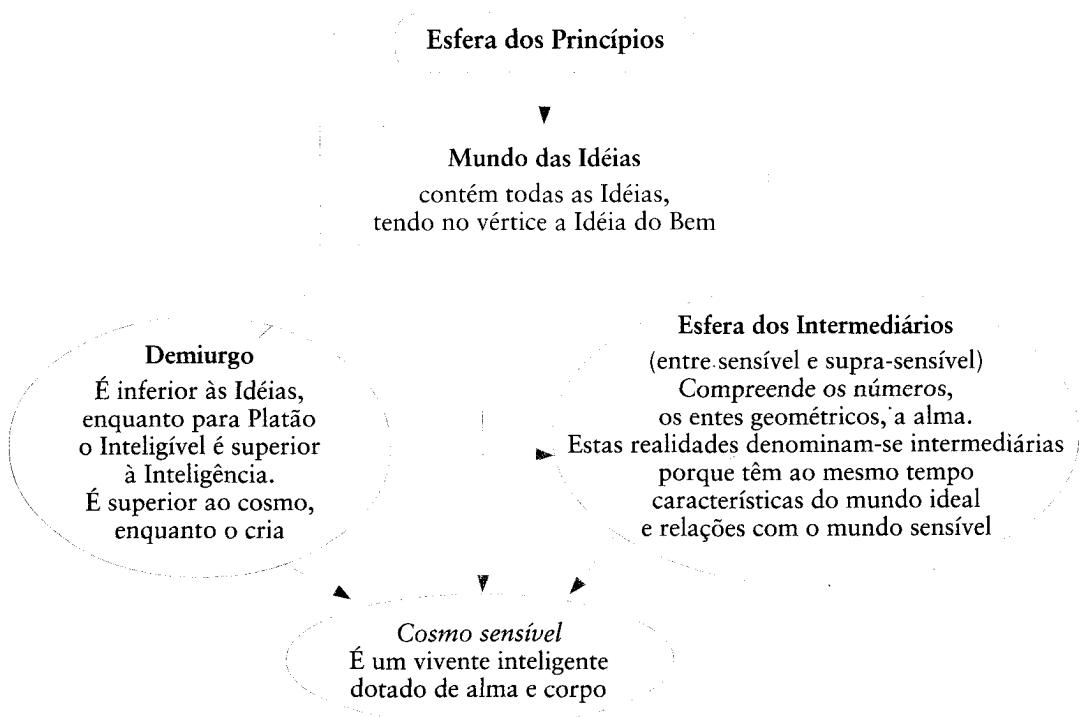 Esfera dos Princípios
Mundo das Idéias
contém todas as Idéias,
tendo no vértice a Idéia do Bem
Demiurgo
É inferior às Idéias,
enquanto para Platão
o Inteligível é superior
à Inteligência.
É superior ao cosmo,
enquanto o cria
Esfera dos Intermediários
(entre sensível e supra-sensível)
Compreende os números,
os entes geométricos, a alma.
Estas realidades denominam-se intermediárias
porque têm ao mesmo tempo
características do mundo ideal
e relações com o mundo sensível
Cosmo sensível
É um vivente inteligente
dotado de alma e corpo